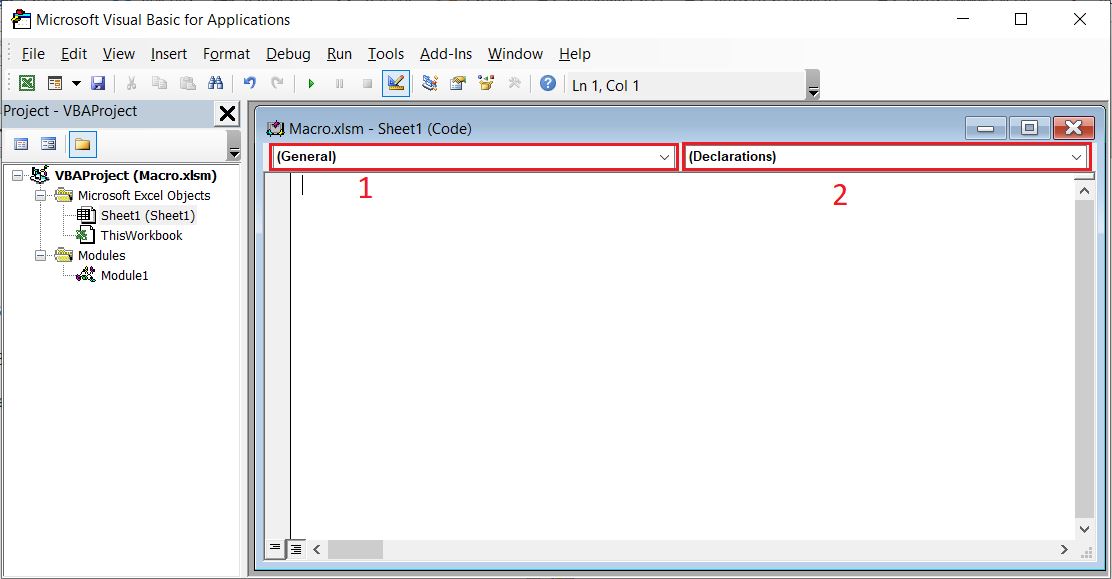 Microsoft Visual Basic for Applications
File Edit View Insert Format Debug Run Tools Add-Ins Window Help
Ln 1, Col 1
Project - VBAProject
VBAProject (Macro.xlsm)
Microsoft Excel Objects
Sheet1 (Sheet1)
ThisWorkbook
Modules
Module1
Macro.xlsm - Sheet1 (Code)
(General) (Declarations)
1 2